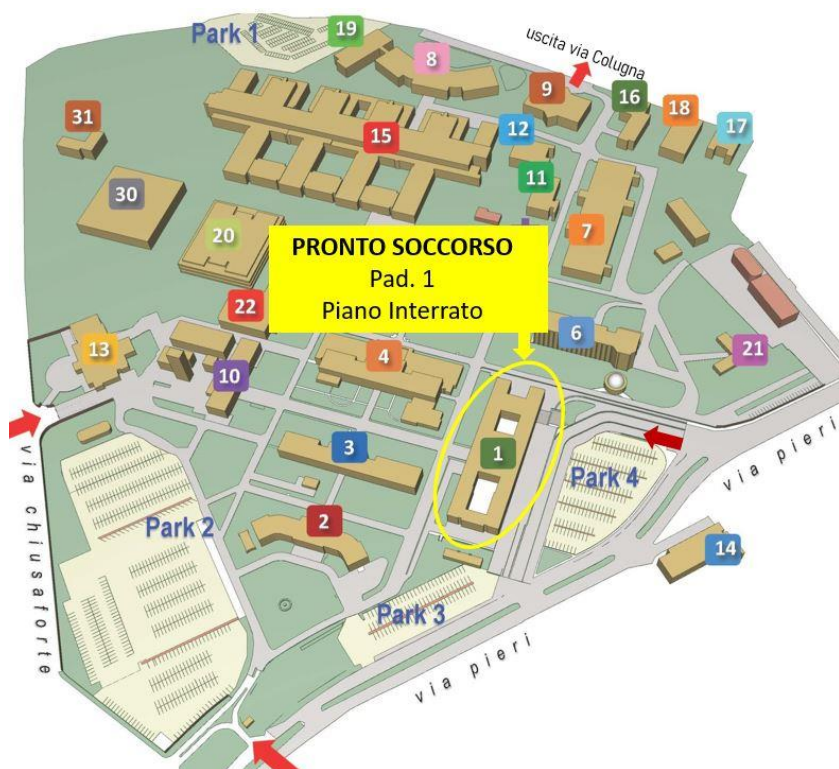 Park 1
19
8
uscita via Colugna
9
16
18
17
31
15
12
11
30
20
7
PRONTO SOCCORSO
Pad. 1
Piano Interrato
22
13
10
4
6
21
3
1
2
Park 2
Park 4
Park 3
14
via chiusaforte
via pieri
via pieri